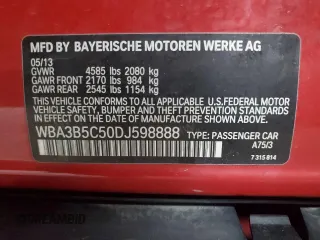 MFD BY BAYERISCHE MOTOREN WERKE AG
05/13
GVWR 4585 lbs 2080 kg
GAWR FRONT 2170 lbs 984 kg
GAWR REAR 2545 lbs 1154 kg
THIS VEHICLE CONFORMS TO ALL APPLICABLE FEDERAL
MOTOR VEHICLE SAFETY, BUMPER, AND THEFT PREVENTION
STANDARDS IN EFFECT ON THE DATE OF MANUFACTURE
SHOWN ABOVE.
WBA3B5C50DJ598888
TYPE: PASSENGER CAR
A75/3
7 315 814